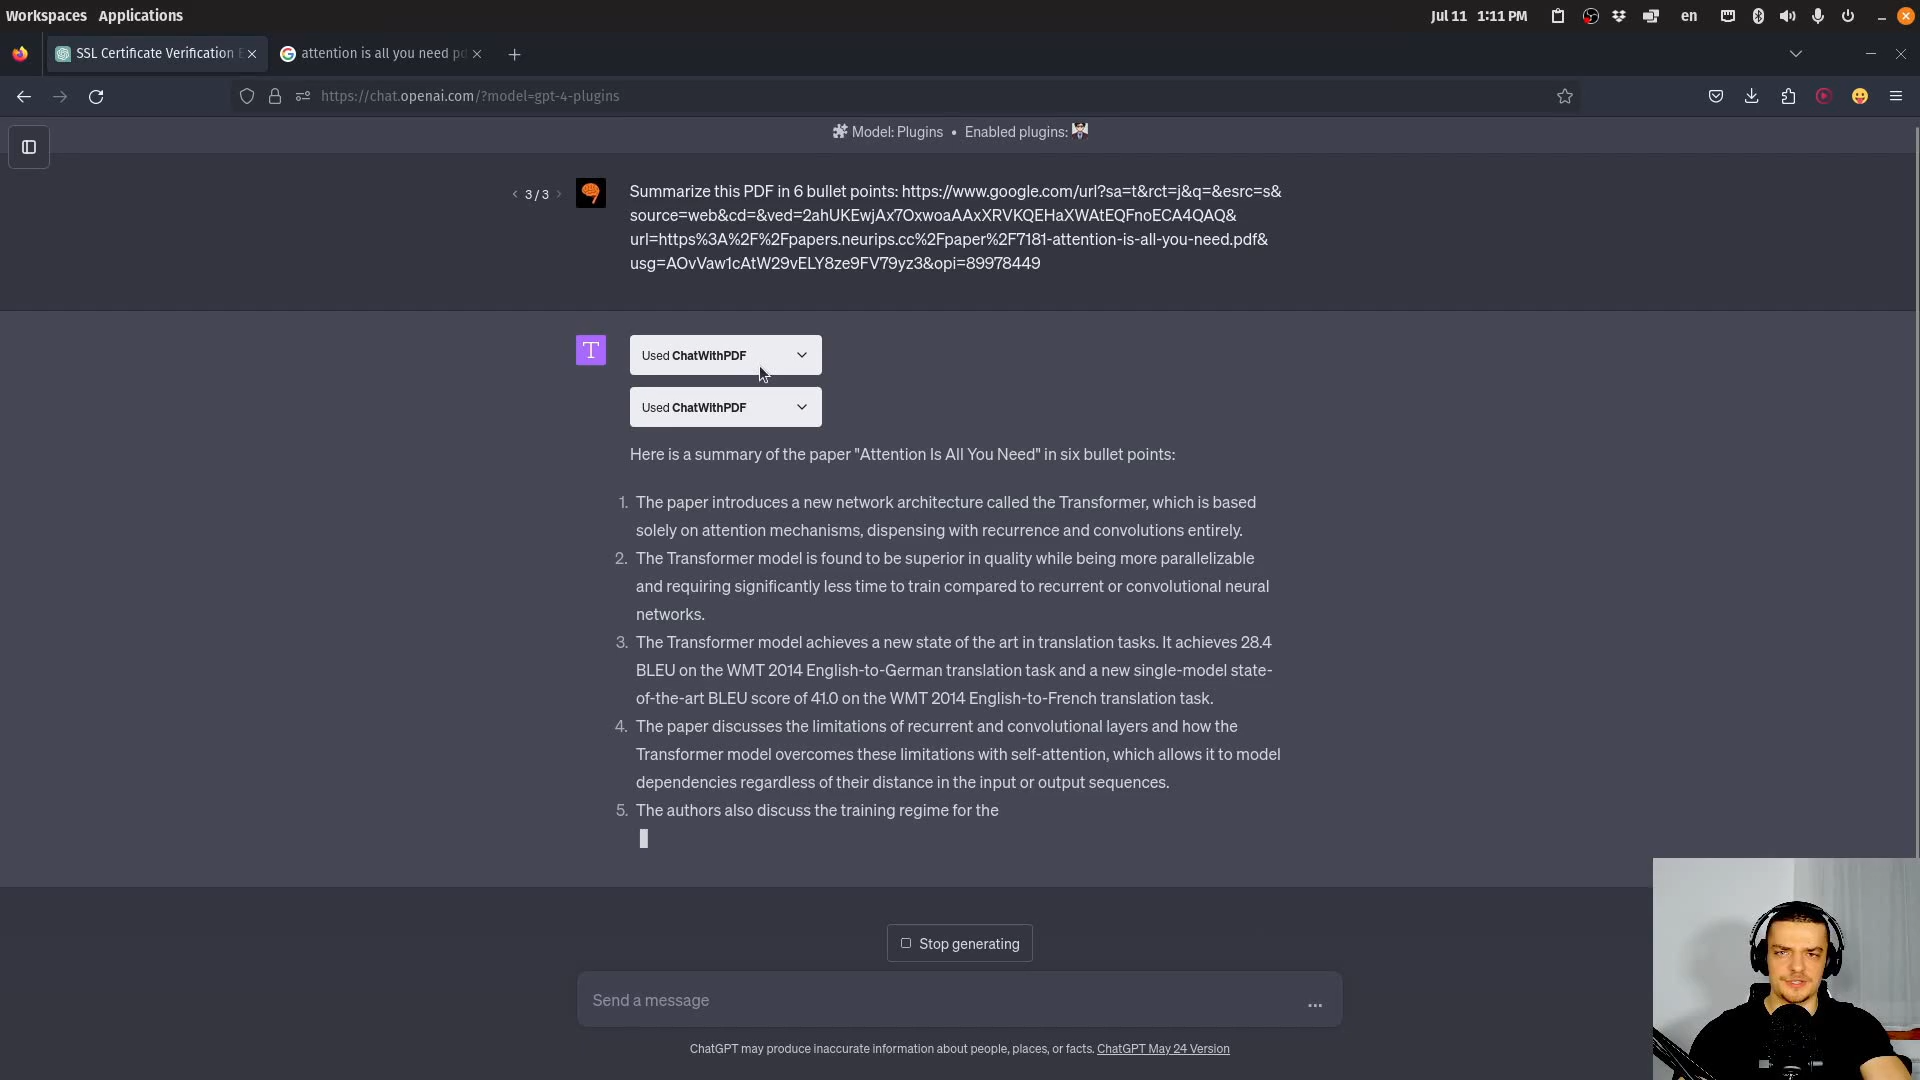 Workspaces Applications Jul 11 1:11 PM en
SSL Certificate Verification E attention is all you need pd
https://chat.openai.com/?model=gpt-4-plugins
Model: Plugins • Enabled plugins:
3 / 3
Summarize this PDF in 6 bullet points: https://www.google.com/url?sa=t&rct=j&q=&esrc=s&
source=web&cd=&ved=2ahUKEwjAx7OxwoaAAxXRVKQEHaXWAtEQFnoECA4QAQ&
url=https%3A%2F%2Fpapers.neurips.cc%2Fpaper%2F7181-attention-is-all-you-need.pdf&
usg=AOvVaw1cAtW29vELY8ze9FV79yz3&opi=89978449
T
Used ChatWithPDF
Used ChatWithPDF
Here is a summary of the paper "Attention Is All You Need" in six bullet points:
1. The paper introduces a new network architecture called the Transformer, which is based
solely on attention mechanisms, dispensing with recurrence and convolutions entirely.
2. The Transformer model is found to be superior in quality while being more parallelizable
and requiring significantly less time to train compared to recurrent or convolutional neural
networks.
3. The Transformer model achieves a new state of the art in translation tasks. It achieves 28.4
BLEU on the WMT 2014 English-to-German translation task and a new single-model state-
of-the-art BLEU score of 41.0 on the WMT 2014 English-to-French translation task.
4. The paper discusses the limitations of recurrent and convolutional layers and how the
Transformer model overcomes these limitations with self-attention, which allows it to model
dependencies regardless of their distance in the input or output sequences.
5. The authors also discuss the training regime for the
Stop generating
Send a message ...
ChatGPT may produce inaccurate information about people, places, or facts. ChatGPT May 24 Version